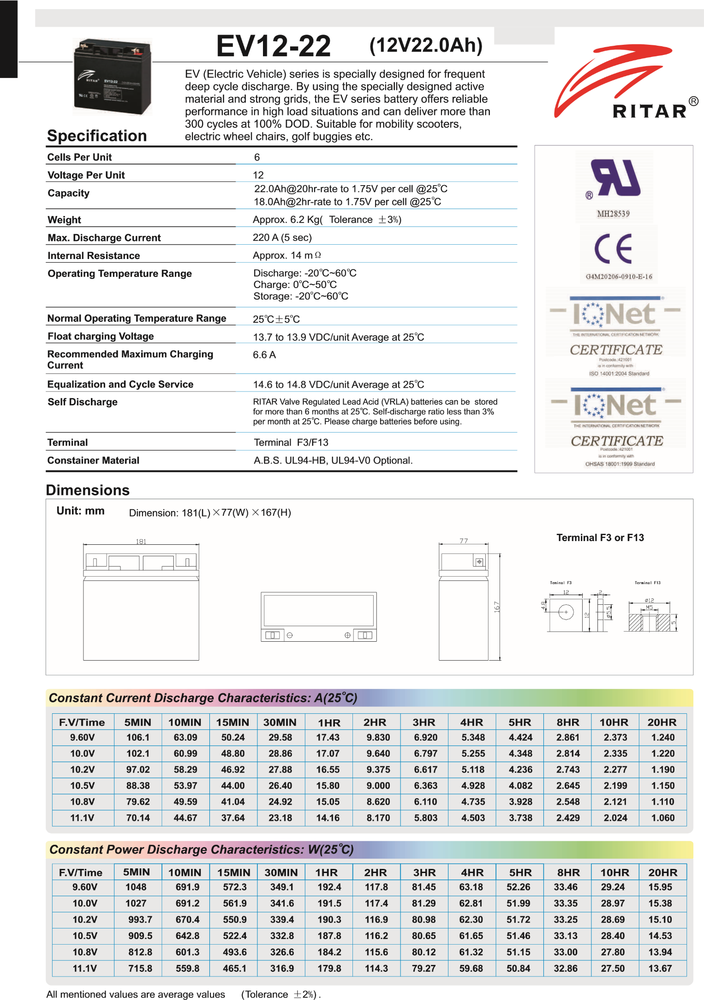 EV12-22 (12V22.0Ah)
EV (Electric Vehicle) series is specially designed for frequent
deep cycle discharge. By using the specially designed active
material and strong grids, the EV series battery offers reliable
performance in high load situations and can deliver more than
300 cycles at 100% DOD. Suitable for mobility scooters,
electric wheel chairs, golf buggies etc.
RITAR®
RITAR
EV12-22
Specification
Cells Per Unit 6
Voltage Per Unit 12
Capacity 22.0Ah@20hr-rate to 1.75V per cell @25℃
18.0Ah@2hr-rate to 1.75V per cell @25℃
Weight Approx. 6.2 Kg( Tolerance ±3%)
Max. Discharge Current 220 A (5 sec)
Internal Resistance Approx. 14 mΩ
Operating Temperature Range Discharge: -20℃~60℃
Charge: 0℃~50℃
Storage: -20℃~60℃
Normal Operating Temperature Range 25℃±5℃
Float charging Voltage 13.7 to 13.9 VDC/unit Average at 25℃
Recommended Maximum Charging 6.6 A
Current
Equalization and Cycle Service 14.6 to 14.8 VDC/unit Average at 25℃
Self Discharge RITAR Valve Regulated Lead Acid (VRLA) batteries can be stored
for more than 6 months at 25℃. Self-discharge ratio less than 3%
per month at 25℃. Please charge batteries before using.
Terminal Terminal F3/F13
Constainer Material A.B.S. UL94-HB, UL94-V0 Optional.
®
MH28539
CE
G4M20206-0910-E-16
IQNet®
THE INTERNATIONAL CERTIFICATION NETWORK
CERTIFICATE
Postcode.:421001
is in conformity with
ISO 14001:2004 Standard
IQNet®
THE INTERNATIONAL CERTIFICATION NETWORK
CERTIFICATE
Postcode.:421001
is in conformity with
OHSAS 18001:1999 Standard
Dimensions
Unit: mm Dimension: 181(L)×77(W)×167(H)
181
77
167
Terminal F3 or F13
Teminal F3
12
2
4.8
12
ø5.5
Terminal F13
ø12
M5
5
Constant Current Discharge Characteristics: A(25℃)
F.V/Time 5MIN 10MIN 15MIN 30MIN 1HR 2HR 3HR 4HR 5HR 8HR 10HR 20HR
9.60V 106.1 63.09 50.24 29.58 17.43 9.830 6.920 5.348 4.424 2.861 2.373 1.240
10.0V 102.1 60.99 48.80 28.86 17.07 9.640 6.797 5.255 4.348 2.814 2.335 1.220
10.2V 97.02 58.29 46.92 27.88 16.55 9.375 6.617 5.118 4.236 2.743 2.277 1.190
10.5V 88.38 53.97 44.00 26.40 15.80 9.000 6.363 4.928 4.082 2.645 2.199 1.150
10.8V 79.62 49.59 41.04 24.92 15.05 8.620 6.110 4.735 3.928 2.548 2.121 1.110
11.1V 70.14 44.67 37.64 23.18 14.16 8.170 5.803 4.503 3.738 2.429 2.024 1.060
Constant Power Discharge Characteristics: W(25℃)
F.V/Time 5MIN 10MIN 15MIN 30MIN 1HR 2HR 3HR 4HR 5HR 8HR 10HR 20HR
9.60V 1048 691.9 572.3 349.1 192.4 117.8 81.45 63.18 52.26 33.46 29.24 15.95
10.0V 1027 691.2 561.9 341.6 191.5 117.4 81.29 62.81 51.99 33.35 28.97 15.38
10.2V 993.7 670.4 550.9 339.4 190.3 116.9 80.98 62.30 51.72 33.25 28.69 15.10
10.5V 909.5 642.8 522.4 332.8 187.8 116.2 80.65 61.65 51.46 33.13 28.40 14.53
10.8V 812.8 601.3 493.6 326.6 184.2 115.6 80.12 61.32 51.15 33.00 27.80 13.94
11.1V 715.8 559.8 465.1 316.9 179.8 114.3 79.27 59.68 50.84 32.86 27.50 13.67
All mentioned values are average values (Tolerance ±2%).